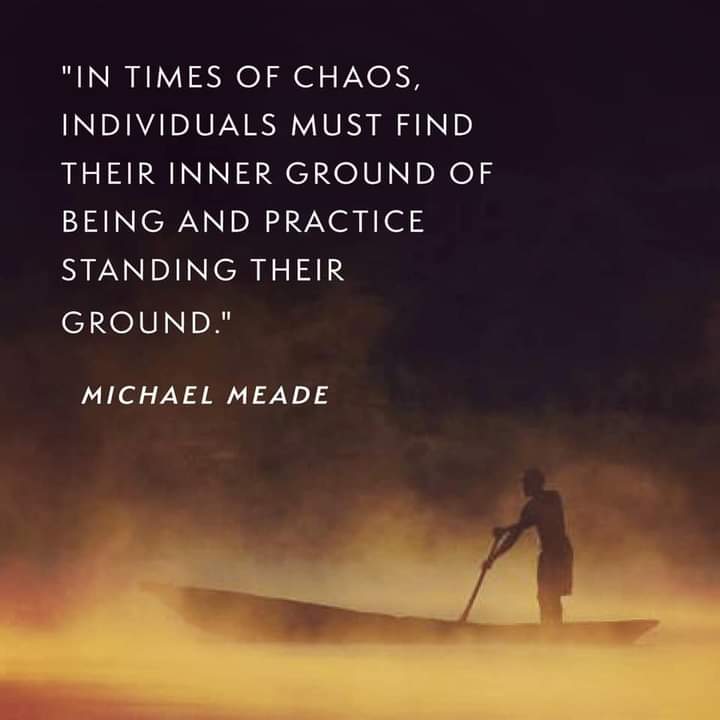 "IN TIMES OF CHAOS,
INDIVIDUALS MUST FIND
THEIR INNER GROUND OF
BEING AND PRACTICE
STANDING THEIR
GROUND."
MICHAEL MEADE